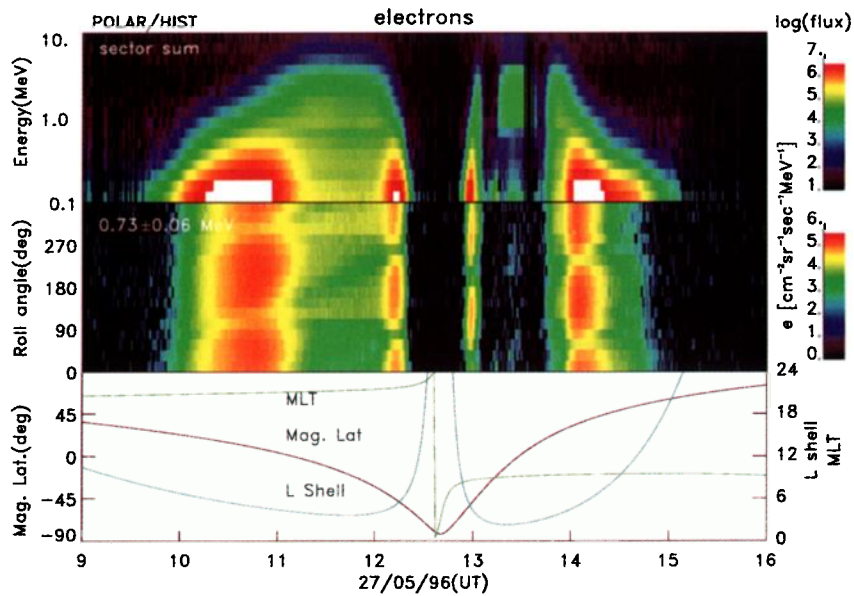 POLAR/HIST electrons log(flux)
sector sum
Energy(MeV)
10.
1.0
0.1
7.
6.
5.
4.
3.
2.
1.
0.73±0.06 MeV
Roll angle(deg)
270
180
90
0
6.
5.
4.
3.
2.
1.
0.
e [cm⁻²sr⁻¹sec⁻¹MeV⁻¹]
Mag. Lat.(deg)
45
0
-45
-90
MLT
Mag. Lat
L Shell
24
18
12
6
0
L shell
MLT
9 10 11 12 13 14 15 16
27/05/96(UT)